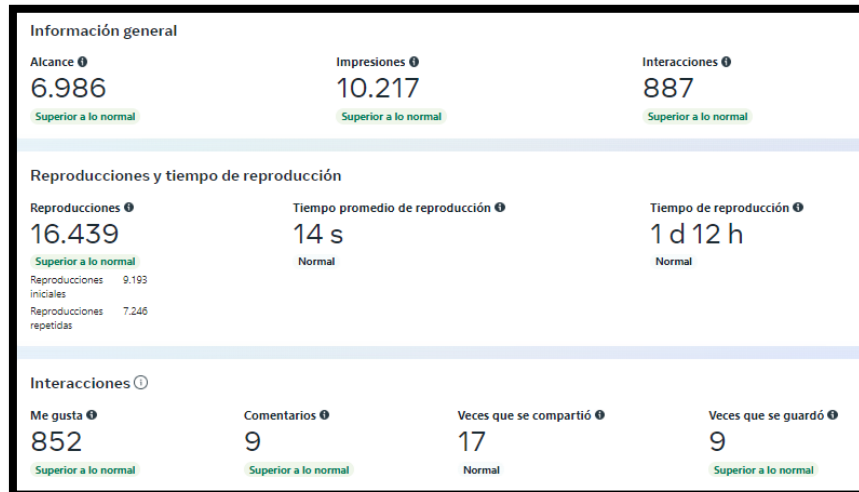 Información general
Alcance Impresiones Interacciones
6.986 10.217 887
Superior a lo normal Superior a lo normal Superior a lo normal
Reproducciones y tiempo de reproducción
Reproducciones Tiempo promedio de reproducción Tiempo de reproducción
16.439 14 s 1 d 12 h
Superior a lo normal Normal Normal
Reproducciones 9.193
iniciales
Reproducciones 7.246
repetidas
Interacciones
Me gusta Comentarios Veces que se compartió Veces que se guardó
852 9 17 9
Superior a lo normal Superior a lo normal Normal Superior a lo normal